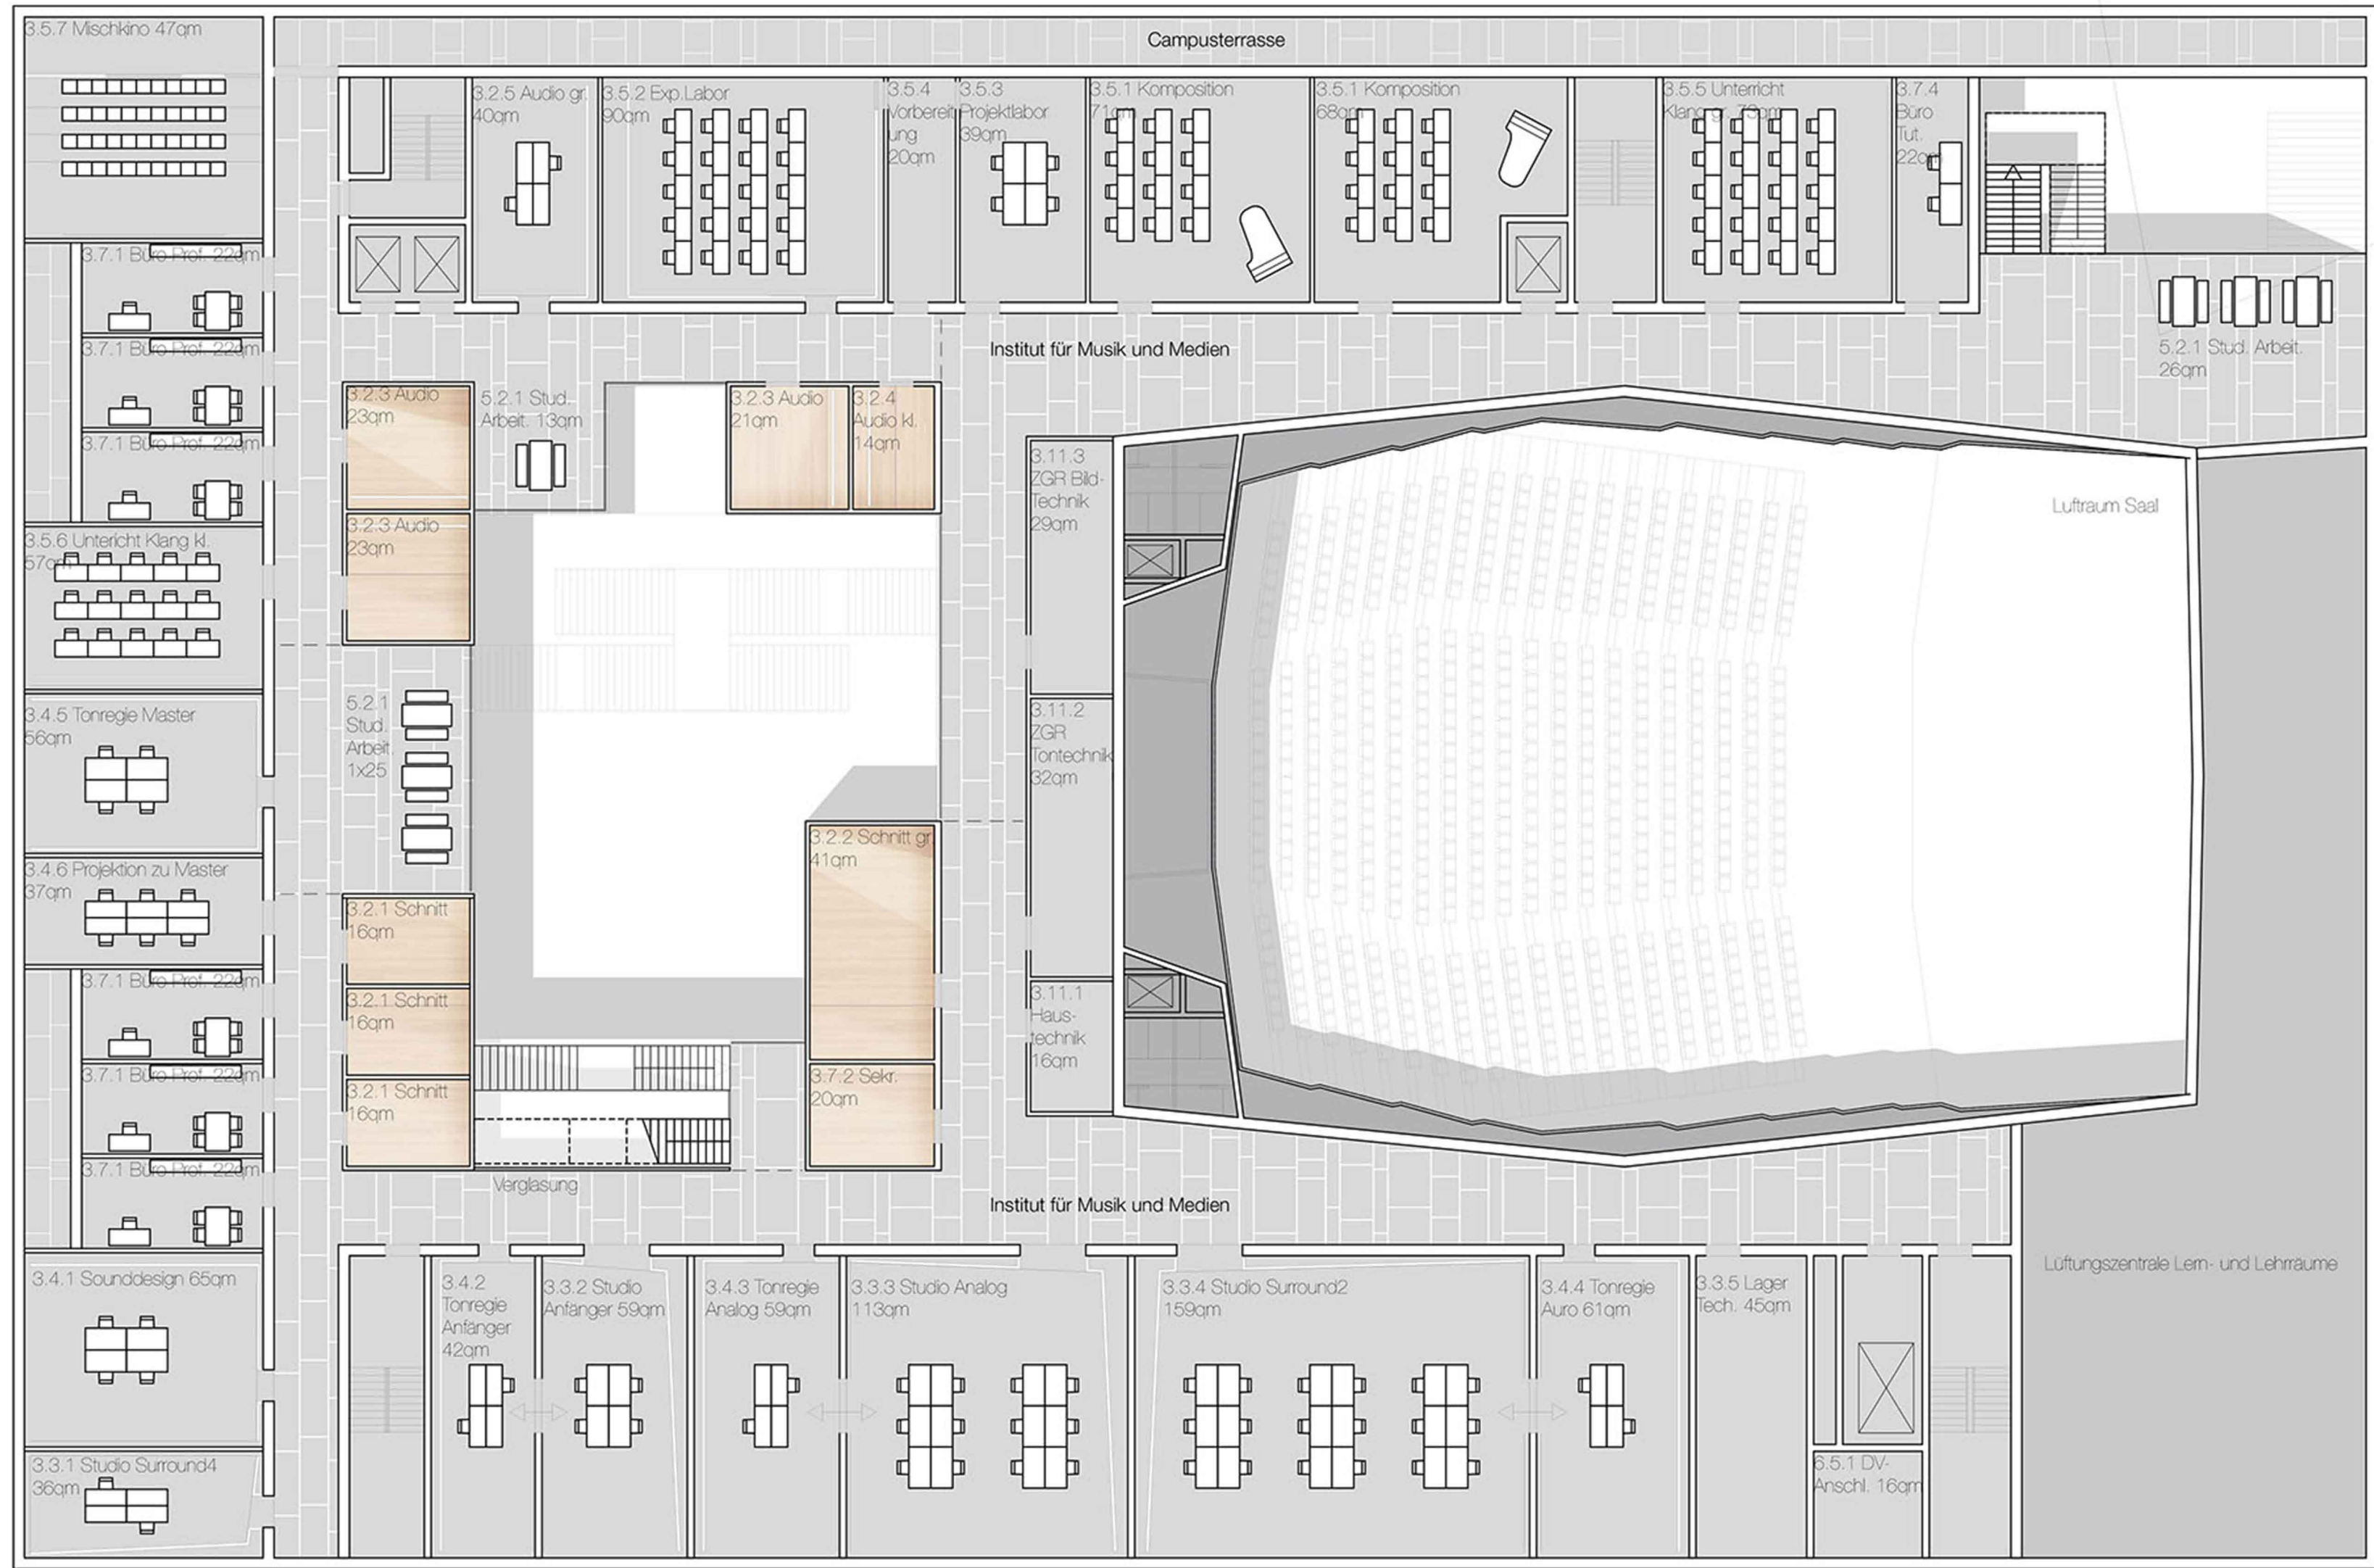 Campusterrasse
3.5.7 Mischkino 47qm
3.2.5 Audio gr.
40qm
3.5.2 Exp.Labor
90qm
3.5.4
Vorbereit
ung
20qm
3.5.3
Projektlabor
39qm
3.5.1 Komposition
71qm
3.5.1 Komposition
68qm
3.5.5 Unterricht
Klang gr. 73qm
3.7.4
Büro
Tut.
22qm
3.7.1 Büro Prof. 22qm
3.7.1 Büro Prof. 22qm
3.7.1 Büro Prof. 22qm
Institut für Musik und Medien
5.2.1 Stud. Arbeit.
26qm
3.2.3 Audio
23qm
5.2.1 Stud.
Arbeit. 13qm
3.2.3 Audio
21qm
3.2.4
Audio kl.
14qm
3.11.3
ZGR Bild-
Technik
29qm
Luftraum Saal
3.2.3 Audio
23qm
3.5.6 Unterricht Klang kl.
57qm
3.4.5 Tonregie Master
56qm
5.2.1
Stud.
Arbeit.
1x25
3.11.2
ZGR
Tontechnik
32qm
3.4.6 Projektion zu Master
37qm
3.2.2 Schnitt gr.
41qm
3.2.1 Schnitt
16qm
3.2.1 Schnitt
16qm
3.2.1 Schnitt
16qm
3.11.1
Haus-
technik
16qm
3.7.1 Büro Prof. 22qm
3.7.1 Büro Prof. 22qm
3.7.1 Büro Prof. 22qm
3.7.2 Sekr.
20qm
Verglasung
Institut für Musik und Medien
Lüftungszentrale Lern- und Lehrräume
3.4.1 Sounddesign 65qm
3.4.2
Tonregie
Anfänger
42qm
3.3.2 Studio
Anfänger 59qm
3.4.3 Tonregie
Analog 59qm
3.3.3 Studio Analog
113qm
3.3.4 Studio Surround2
159qm
3.4.4 Tonregie
Auro 61qm
3.3.5 Lager
Tech. 45qm
3.3.1 Studio Surround4
36qm
6.5.1 DV-
Anschl. 16qm